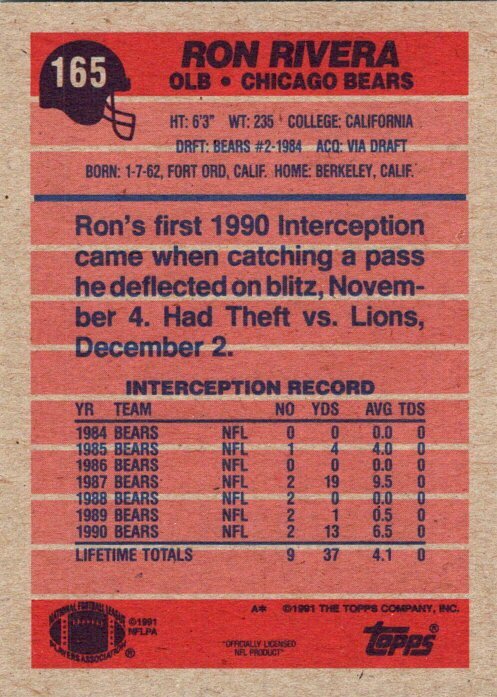 165
RON RIVERA
OLB • CHICAGO BEARS
HT: 6'3" WT: 235 COLLEGE: CALIFORNIA
DRFT: BEARS #2-1984 ACQ: VIA DRAFT
BORN: 1-7-62, FORT ORD, CALIF. HOME: BERKELEY, CALIF.
Ron's first 1990 Interception
came when catching a pass
he deflected on blitz, Novem-
ber 4. Had Theft vs. Lions,
December 2.
INTERCEPTION RECORD
YR TEAM NO YDS AVG TDS
1984 BEARS NFL 0 0 0.0 0
1985 BEARS NFL 1 4 4.0 0
1986 BEARS NFL 0 0 0.0 0
1987 BEARS NFL 2 19 9.5 0
1988 BEARS NFL 2 0 0.0 0
1989 BEARS NFL 2 1 0.5 0
1990 BEARS NFL 2 13 6.5 0
LIFETIME TOTALS 9 37 4.1 0
A* ©1991 THE TOPPS COMPANY, INC.
NATIONAL FOOTBALL LEAGUE
PLAYERS ASSOCIATION ®
©1991
NFLPA
"OFFICIALLY LICENSED
NFL PRODUCT"
topps®